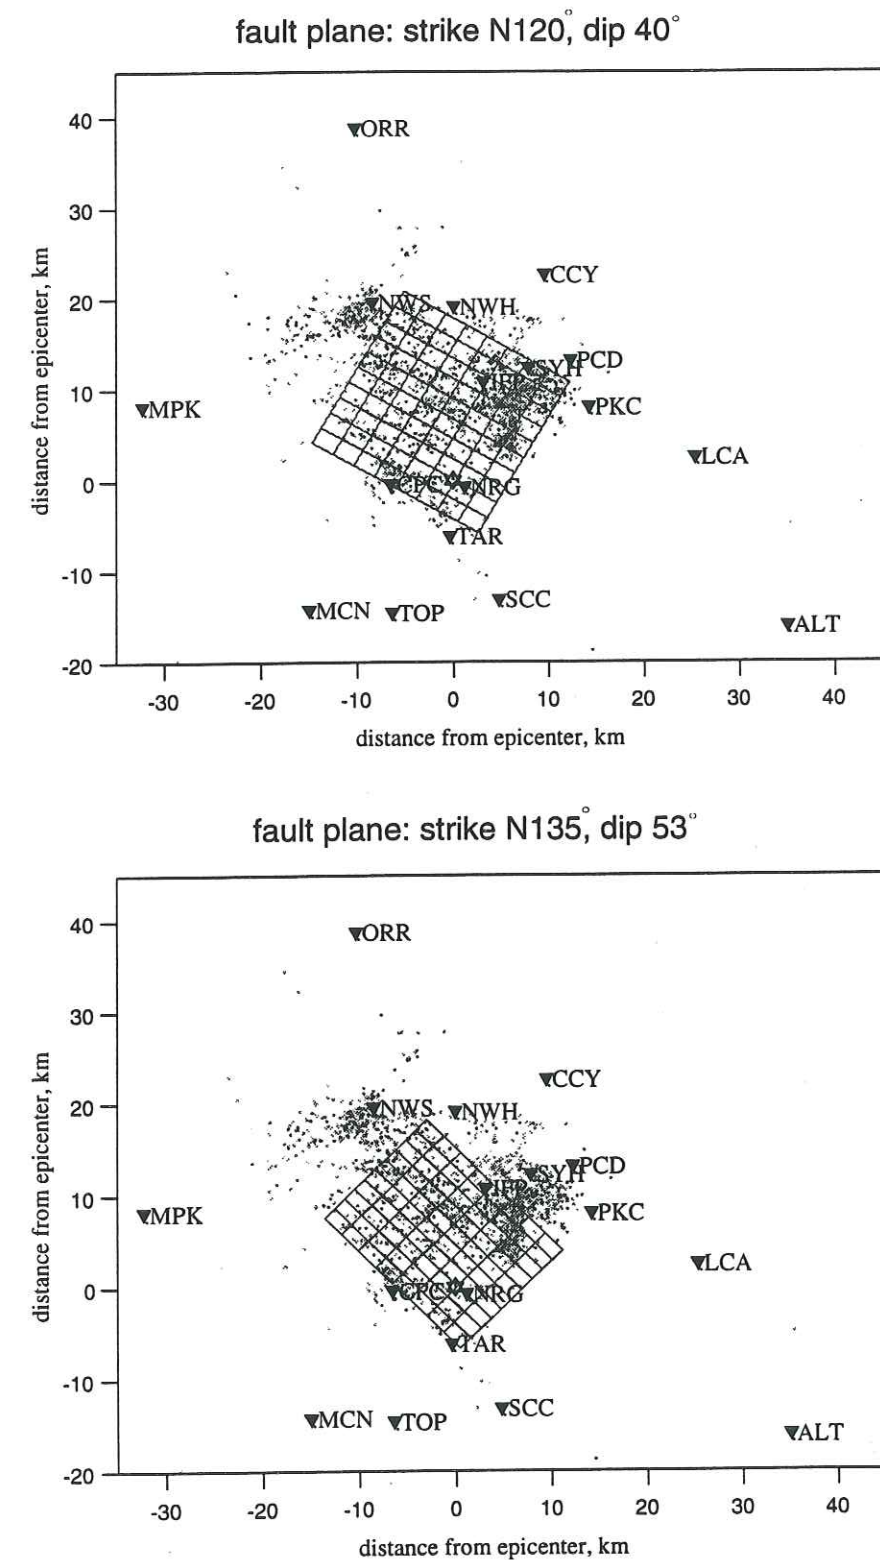 fault plane: strike N120°, dip 40°
40
ORR
30
CCY
20
NWS
NWH
PCD
SYH
JFP
10
MPK
PKC
LCA
0
CPC
NRG
TAR
-10
MCN
TOP
SCC
ALT
-20
-30 -20 -10 0 10 20 30 40
distance from epicenter, km
distance from epicenter, km
fault plane: strike N135°, dip 53°
40
ORR
30
CCY
20
NWS
NWH
PCD
SYH
JFP
10
MPK
PKC
LCA
0
CPC
NRG
TAR
-10
MCN
TOP
SCC
ALT
-20
-30 -20 -10 0 10 20 30 40
distance from epicenter, km
distance from epicenter, km